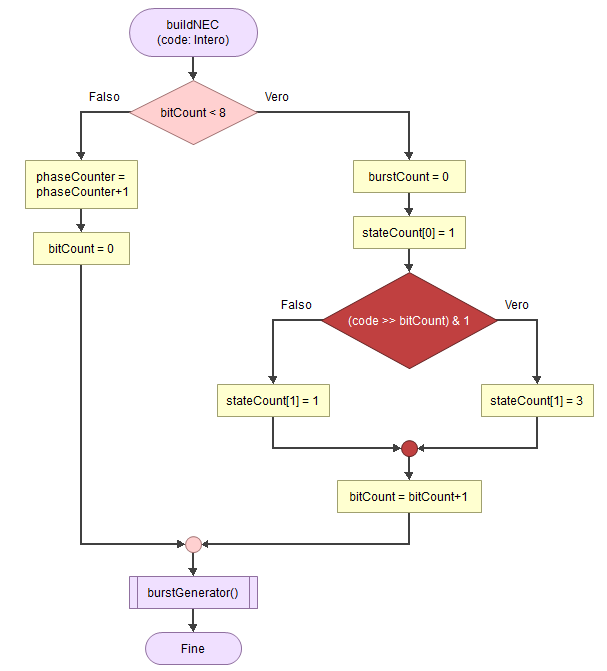 buildNEC
(code: Intero)
Falso
Vero
bitCount < 8
phaseCounter =
phaseCounter+1
burstCount = 0
bitCount = 0
stateCount[0] = 1
Falso
Vero
(code >> bitCount) & 1
stateCount[1] = 1
stateCount[1] = 3
bitCount = bitCount+1
burstGenerator()
Fine